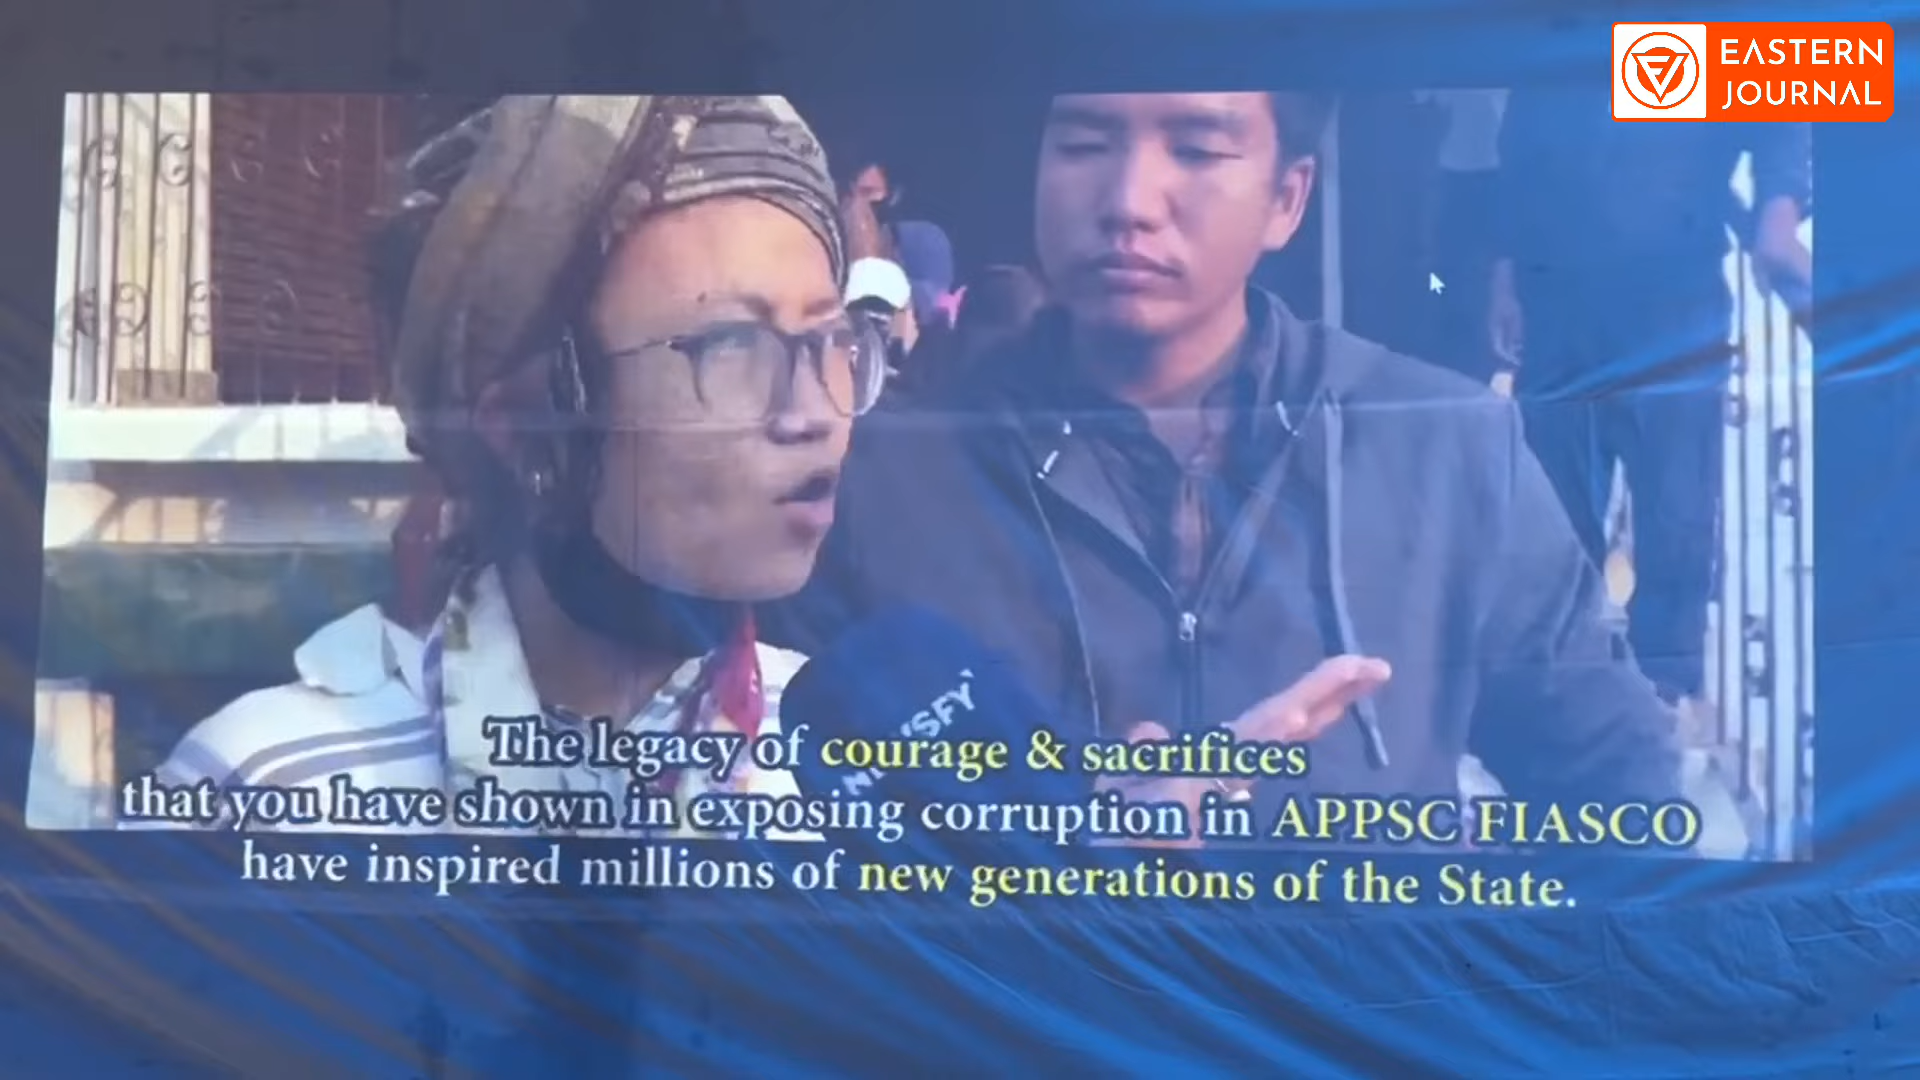 EASTERN
JOURNAL
The legacy of courage & sacrifices
that you have shown in exposing corruption in APPSC FIASCO
have inspired millions of new generations of the State.